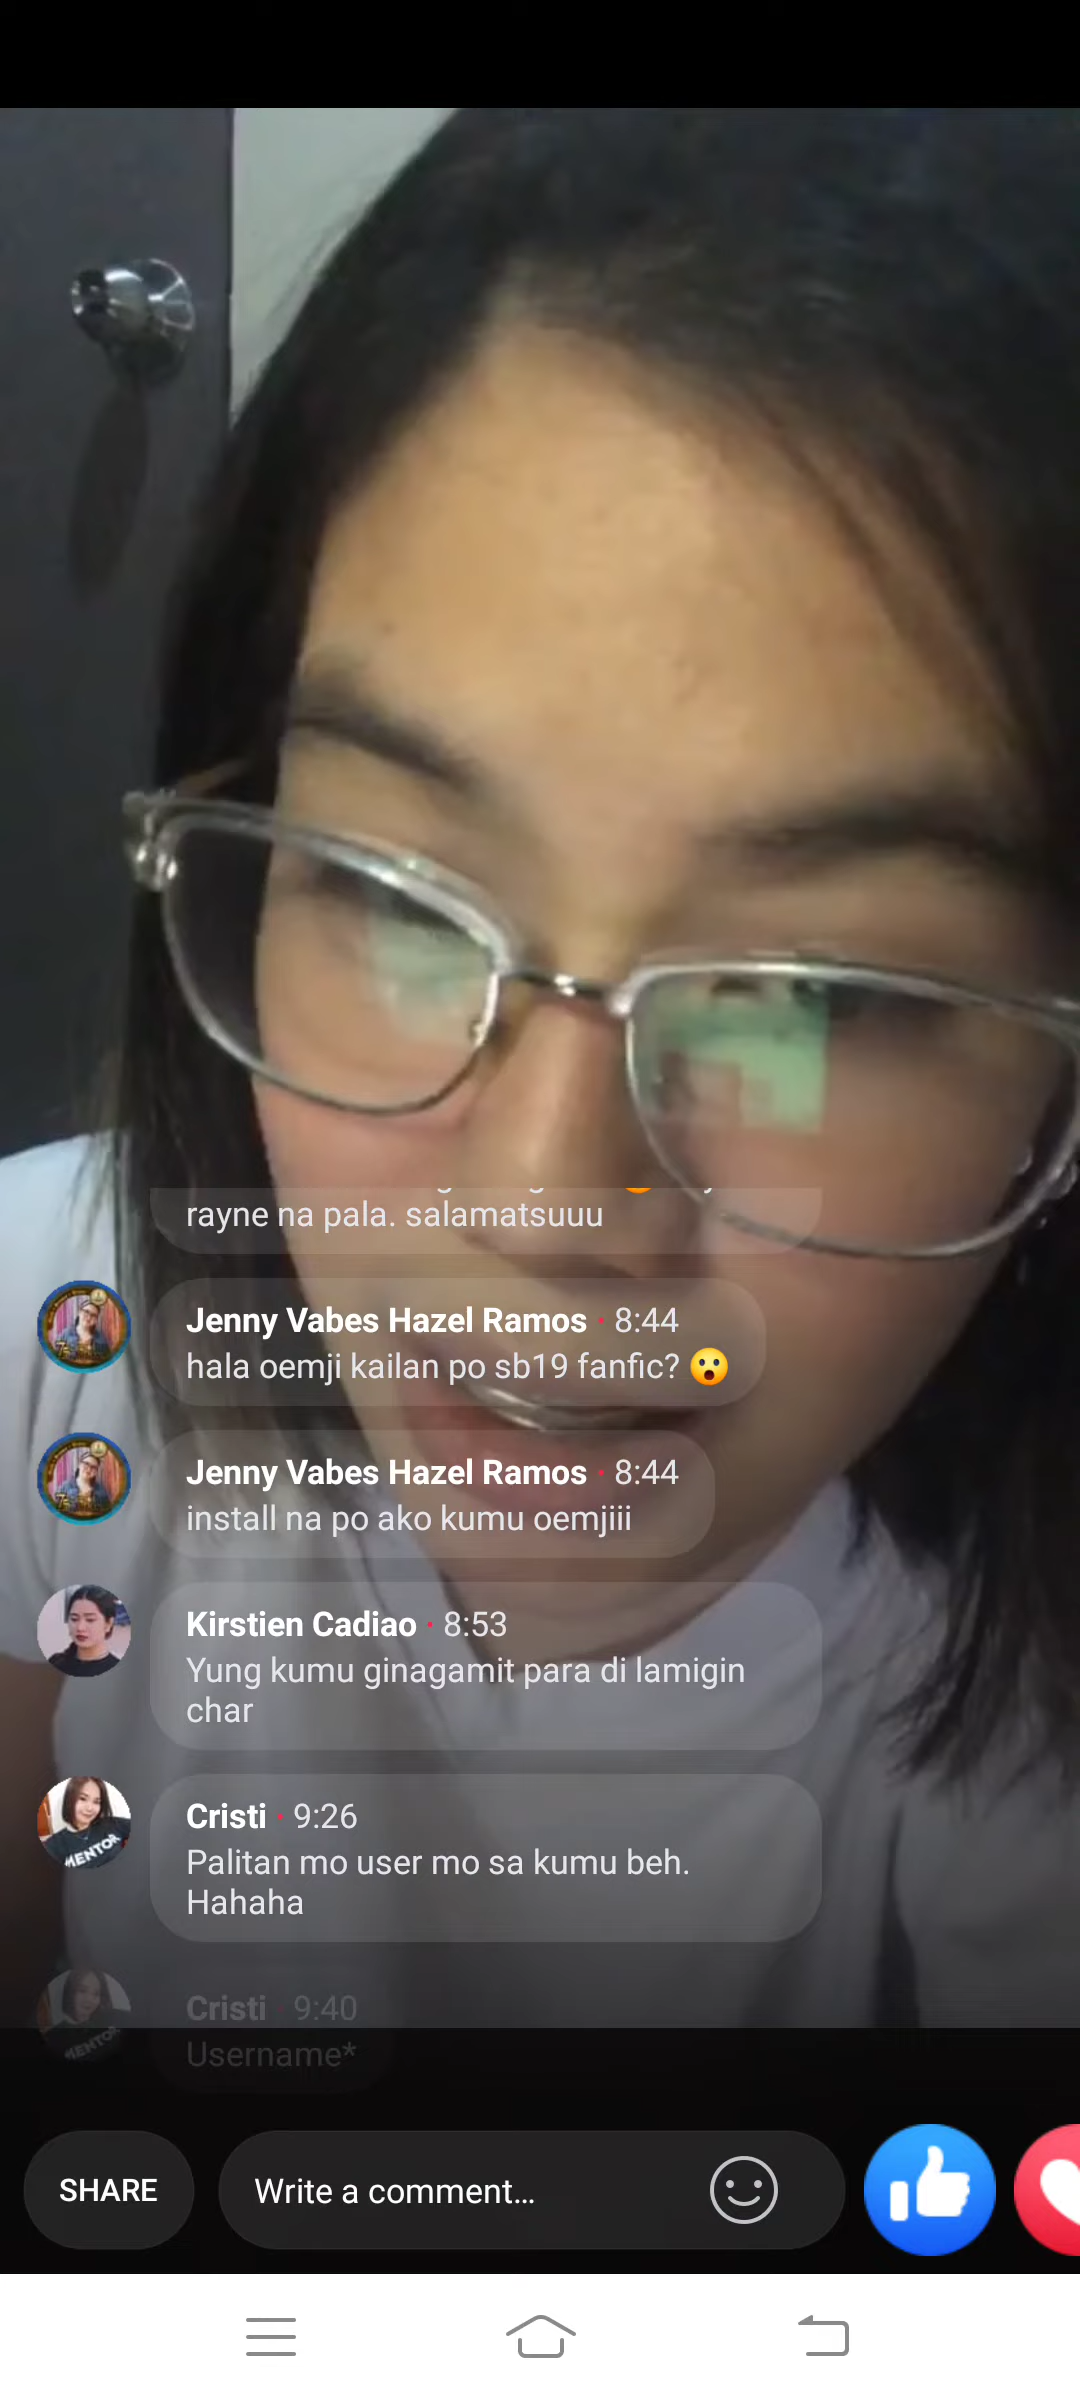 rayne na pala. salamatsuuu
Jenny Vabes Hazel Ramos · 8:44
hala oemji kailan po sb19 fanfic? 😮
Jenny Vabes Hazel Ramos · 8:44
install na po ako kumu oemjiii
Kirstien Cadiao · 8:53
Yung kumu ginagamit para di lamigin
char
Cristi · 9:26
Palitan mo user mo sa kumu beh.
Hahaha
MENTOR
Cristi · 9:40
Username*
MENTOR
SHARE
Write a comment...